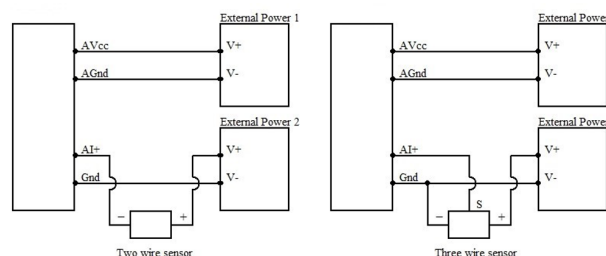 External Power 1
AVcc
V+
AGnd
V-
External Power 2
AI+
V+
Gnd
V-
−
+
Two wire sensor
External Power
AVcc
V+
AGnd
V-
External Power
AI+
V+
Gnd
V-
S
−
+
Three wire sensor